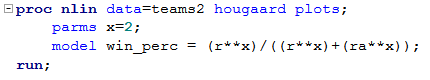 proc nlin data=teams2 hougaard plots;
parms x=2;
model win_perc = (r**x)/((r**x)+(ra**x));
run;